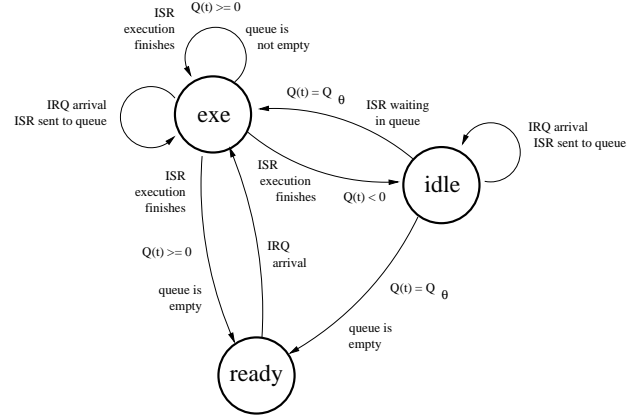 ISR
execution
finishes
Q(t) >= 0
queue is
not empty
IRQ arrival
ISR sent to queue
exe
Q(t) = Q θ
ISR waiting
in queue
IRQ arrival
ISR sent to queue
idle
ISR
execution
finishes
Q(t) < 0
ISR
execution
finishes
Q(t) >= 0
queue is
empty
IRQ
arrival
Q(t) = Q θ
queue is
empty
ready